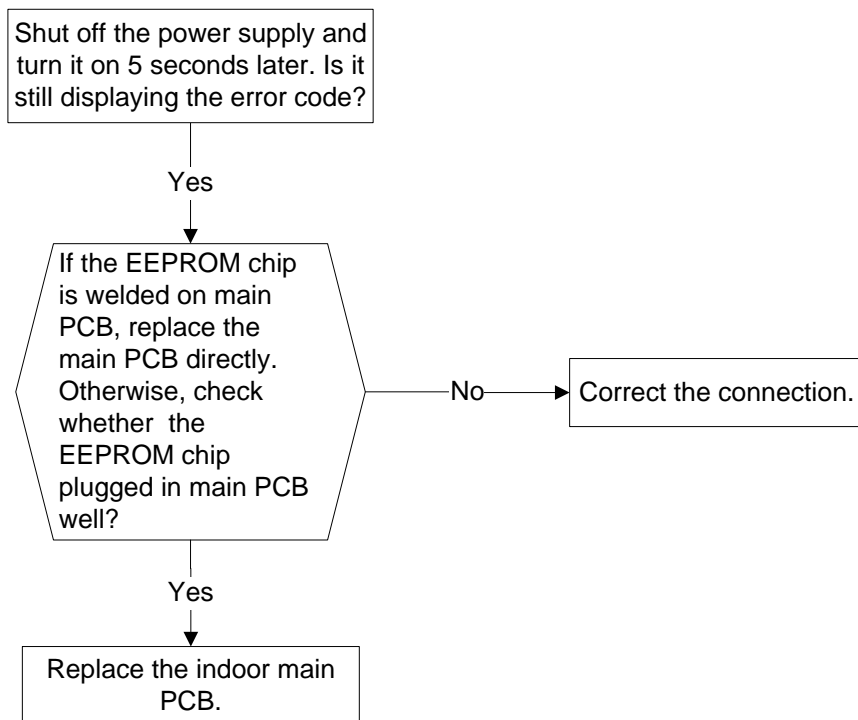 Shut off the power supply and
turn it on 5 seconds later. Is it
still displaying the error code?
Yes
If the EEPROM chip
is welded on main
PCB, replace the
main PCB directly.
Otherwise, check
whether the
EEPROM chip
plugged in main PCB
well?
No
Correct the connection.
Yes
Replace the indoor main
PCB.